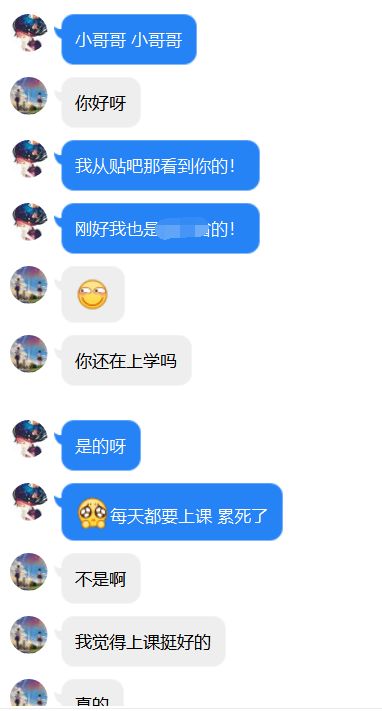 小哥哥 小哥哥
你好呀
我从贴吧那看到你的！
刚好我也是省的！
你还在上学吗
是的呀
每天都要上课 累死了
不是啊
我觉得上课挺好的
真的